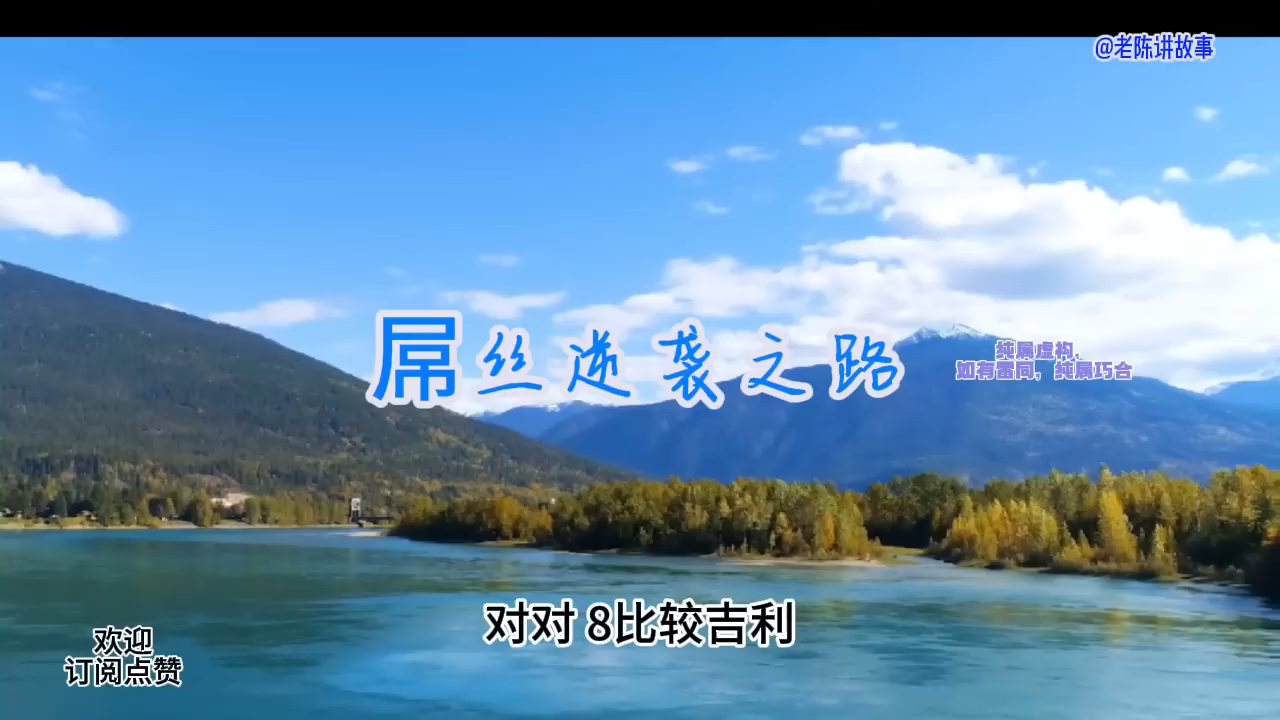 @老陈讲故事
屌丝逆袭之路
纯属虚构，
如有雷同，纯属巧合
对对 8比较吉利
欢迎
订阅点赞